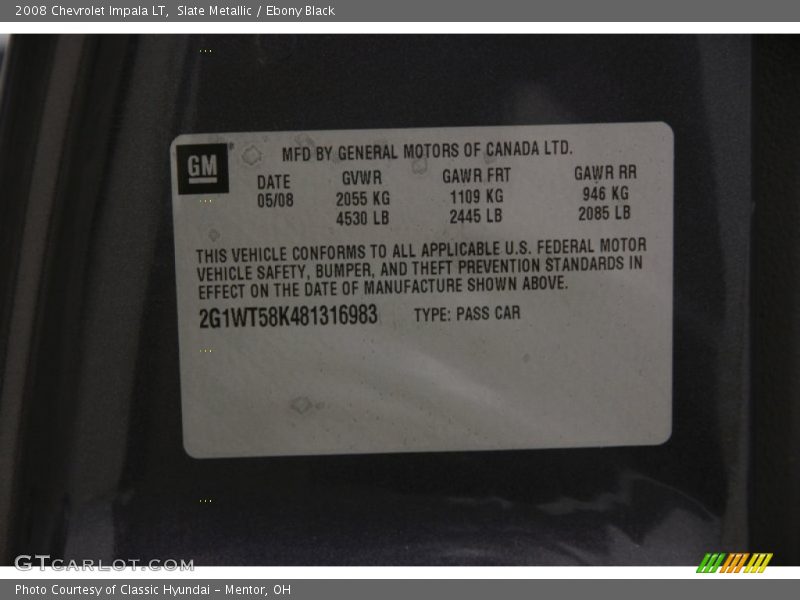 2008 Chevrolet Impala LT, Slate Metallic / Ebony Black
GM
MFD BY GENERAL MOTORS OF CANADA LTD.
DATE GVWR GAWR FRT GAWR RR
05/08 2055 KG 1109 KG 946 KG
4530 LB 2445 LB 2085 LB
THIS VEHICLE CONFORMS TO ALL APPLICABLE U.S. FEDERAL MOTOR
VEHICLE SAFETY, BUMPER, AND THEFT PREVENTION STANDARDS IN
EFFECT ON THE DATE OF MANUFACTURE SHOWN ABOVE.
2G1WT58K481316983 TYPE: PASS CAR
GTcarlot.com
Photo Courtesy of Classic Hyundai - Mentor, OH